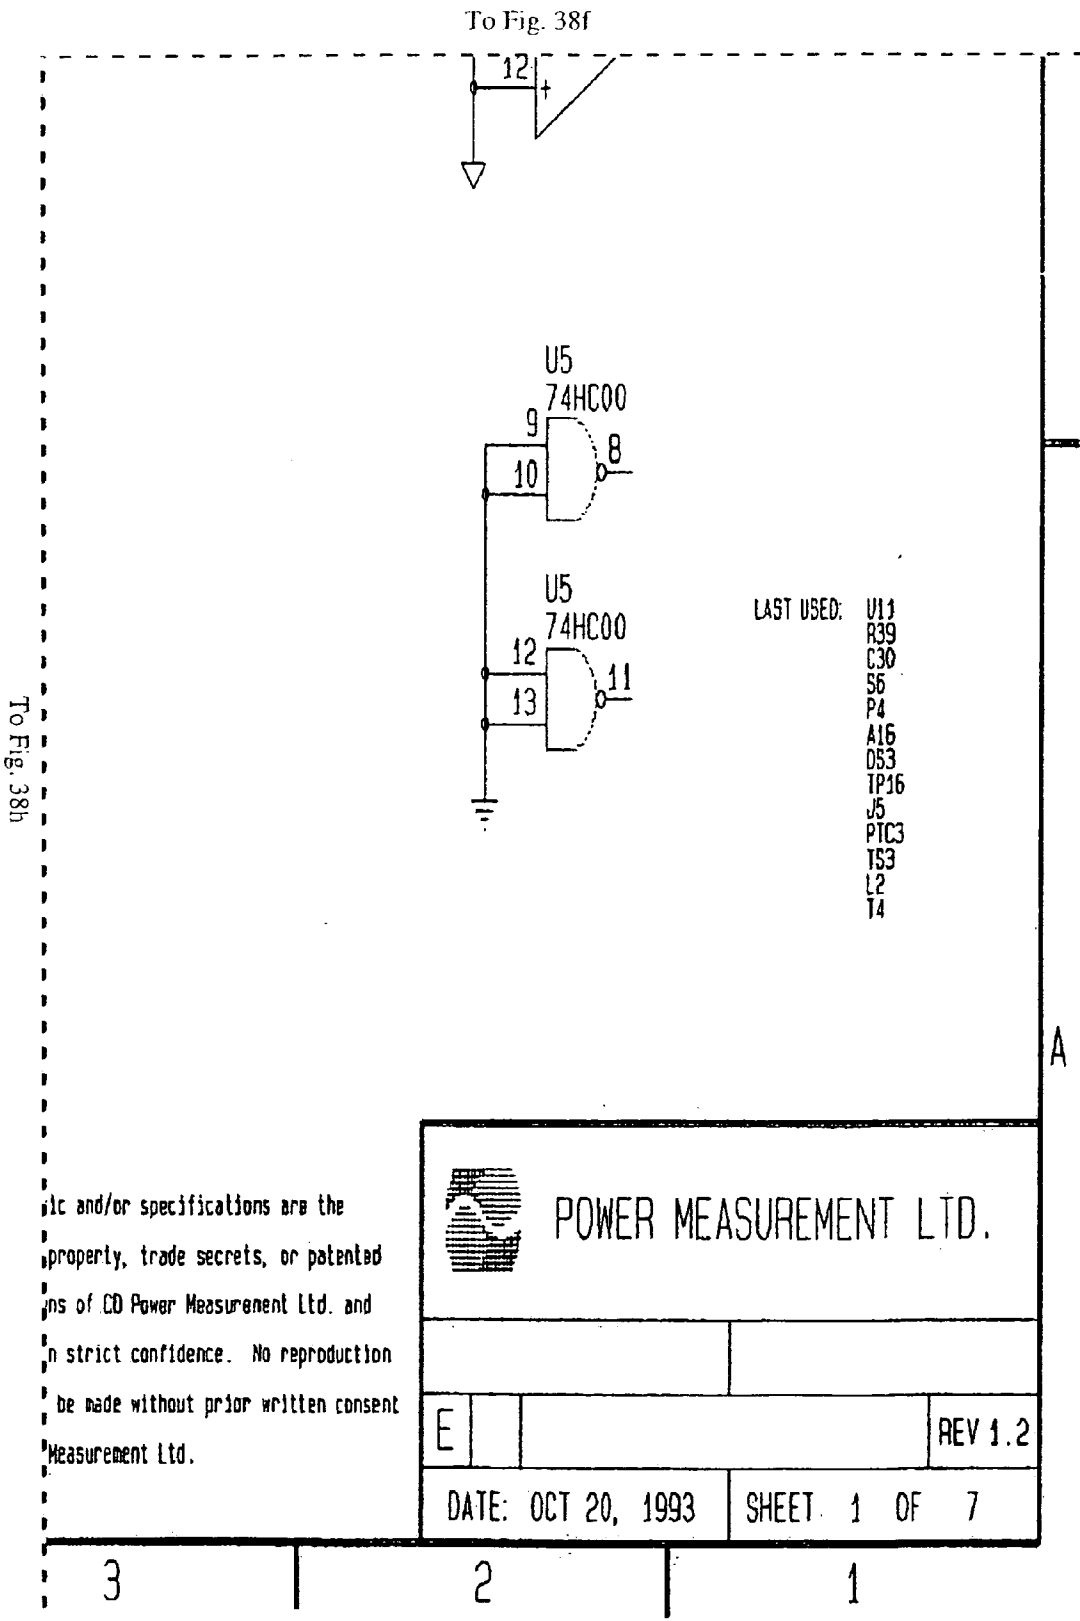 To Fig. 38f
12
+
U5
74HC00
9
10
8
U5
74HC00
12
13
11
LAST USED: U11
R39
C30
S6
P4
A16
DS3
TP16
J5
PTC3
TS3
L2
T4
To Fig. 38h
A
ic and/or specifications are the
property, trade secrets, or patented
ns of CD Power Measurement Ltd. and
n strict confidence. No reproduction
be made without prior written consent
Measurement Ltd.
POWER MEASUREMENT LTD.
E
REV 1.2
DATE: OCT 20, 1993
SHEET 1 OF 7
3
2
1